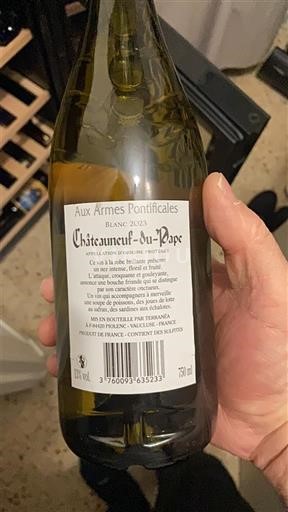 Aux Armes Pontificales
BLANC 2023
Châteauneuf-du-Pape
APPELLATION D'ORIGINE PROTÉGÉE
Ce vin à la robe brillante présente
un nez intense, floral et fruité.
L'attaque, croquante et gouleyante,
annonce une bouche friande qui se distingue
par son caractère onctueux.
Un vin qui accompagnera à merveille
une soupe de poissons, des joues de lotte
au safran, des sardines aux échalotes.
MIS EN BOUTEILLE PAR TERRANÉA
À F-84420 PIOLENC - VAUCLUSE - FRANCE
PRODUIT DE FRANCE - CONTIENT DES SULFITES
13% vol.
3 760093 635233
750 ml